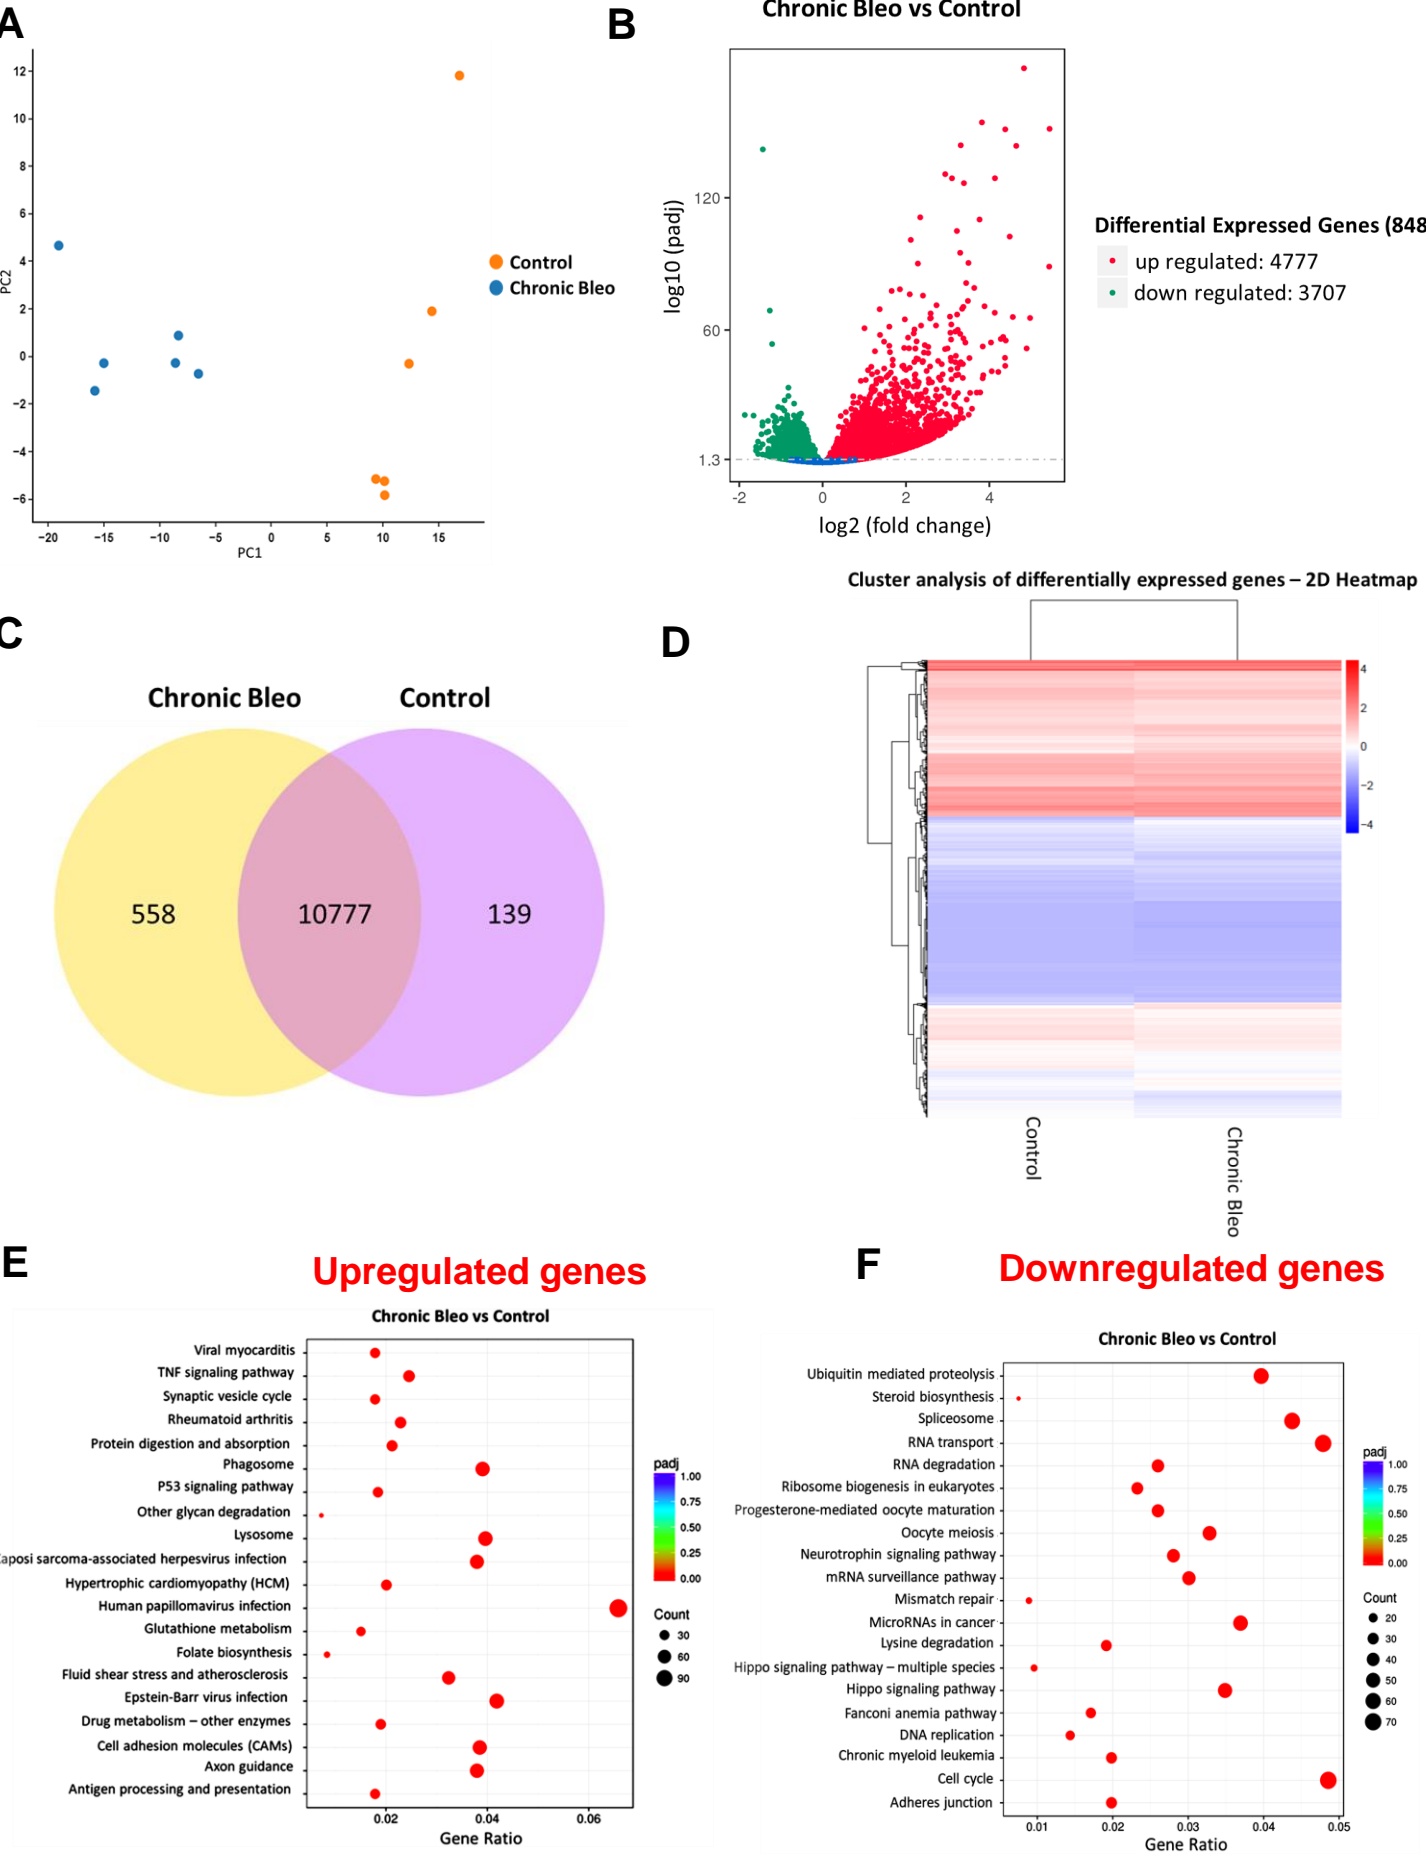 A
12
10
8
6
4
2
0
−2
−4
−6
PC2
−20
−15
−10
−5
0
5
10
15
PC1
Control
Chronic Bleo
B
Chronic Bleo vs Control
log10 (padj)
120
60
1.3
-2
0
2
4
log2 (fold change)
Differential Expressed Genes (848
up regulated: 4777
down regulated: 3707
C
Chronic Bleo
Control
558
10777
139
D
Cluster analysis of differentially expressed genes – 2D Heatmap
4
2
0
−2
−4
Control
Chronic Bleo
E
Upregulated genes
Chronic Bleo vs Control
Viral myocarditis
TNF signaling pathway
Synaptic vesicle cycle
Rheumatoid arthritis
Protein digestion and absorption
Phagosome
P53 signaling pathway
Other glycan degradation
Lysosome
aposi sarcoma-associated herpesvirus infection
Hypertrophic cardiomyopathy (HCM)
Human papillomavirus infection
Glutathione metabolism
Folate biosynthesis
Fluid shear stress and atherosclerosis
Epstein-Barr virus infection
Drug metabolism – other enzymes
Cell adhesion molecules (CAMs)
Axon guidance
Antigen processing and presentation
0.02
0.04
0.06
Gene Ratio
padj
1.00
0.75
0.50
0.25
0.00
Count
30
60
90
F
Downregulated genes
Chronic Bleo vs Control
Ubiquitin mediated proteolysis
Steroid biosynthesis
Spliceosome
RNA transport
RNA degradation
Ribosome biogenesis in eukaryotes
Progesterone-mediated oocyte maturation
Oocyte meiosis
Neurotrophin signaling pathway
mRNA surveillance pathway
Mismatch repair
MicroRNAs in cancer
Lysine degradation
Hippo signaling pathway – multiple species
Hippo signaling pathway
Fanconi anemia pathway
DNA replication
Chronic myeloid leukemia
Cell cycle
Adheres junction
0.01
0.02
0.03
0.04
0.05
Gene Ratio
padj
1.00
0.75
0.50
0.25
0.00
Count
20
30
40
50
60
70